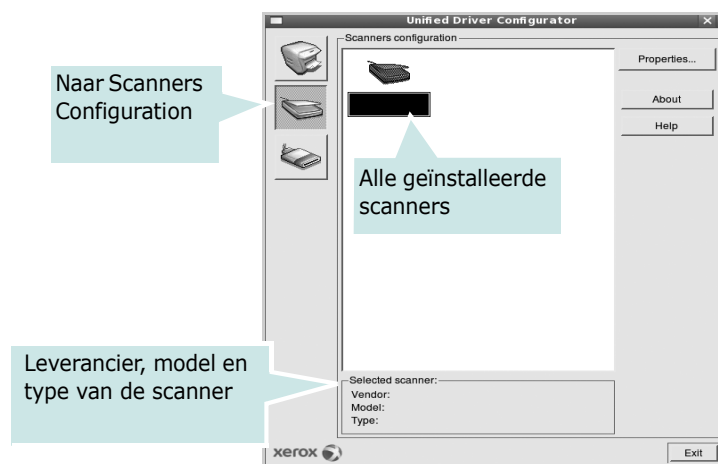 Unified Driver Configurator
Scanners configuration
Properties...
About
Help
Naar Scanners
Configuration
Alle geïnstalleerde
scanners
Leverancier, model en
type van de scanner
Selected scanner:
Vendor:
Model:
Type:
xerox
Exit